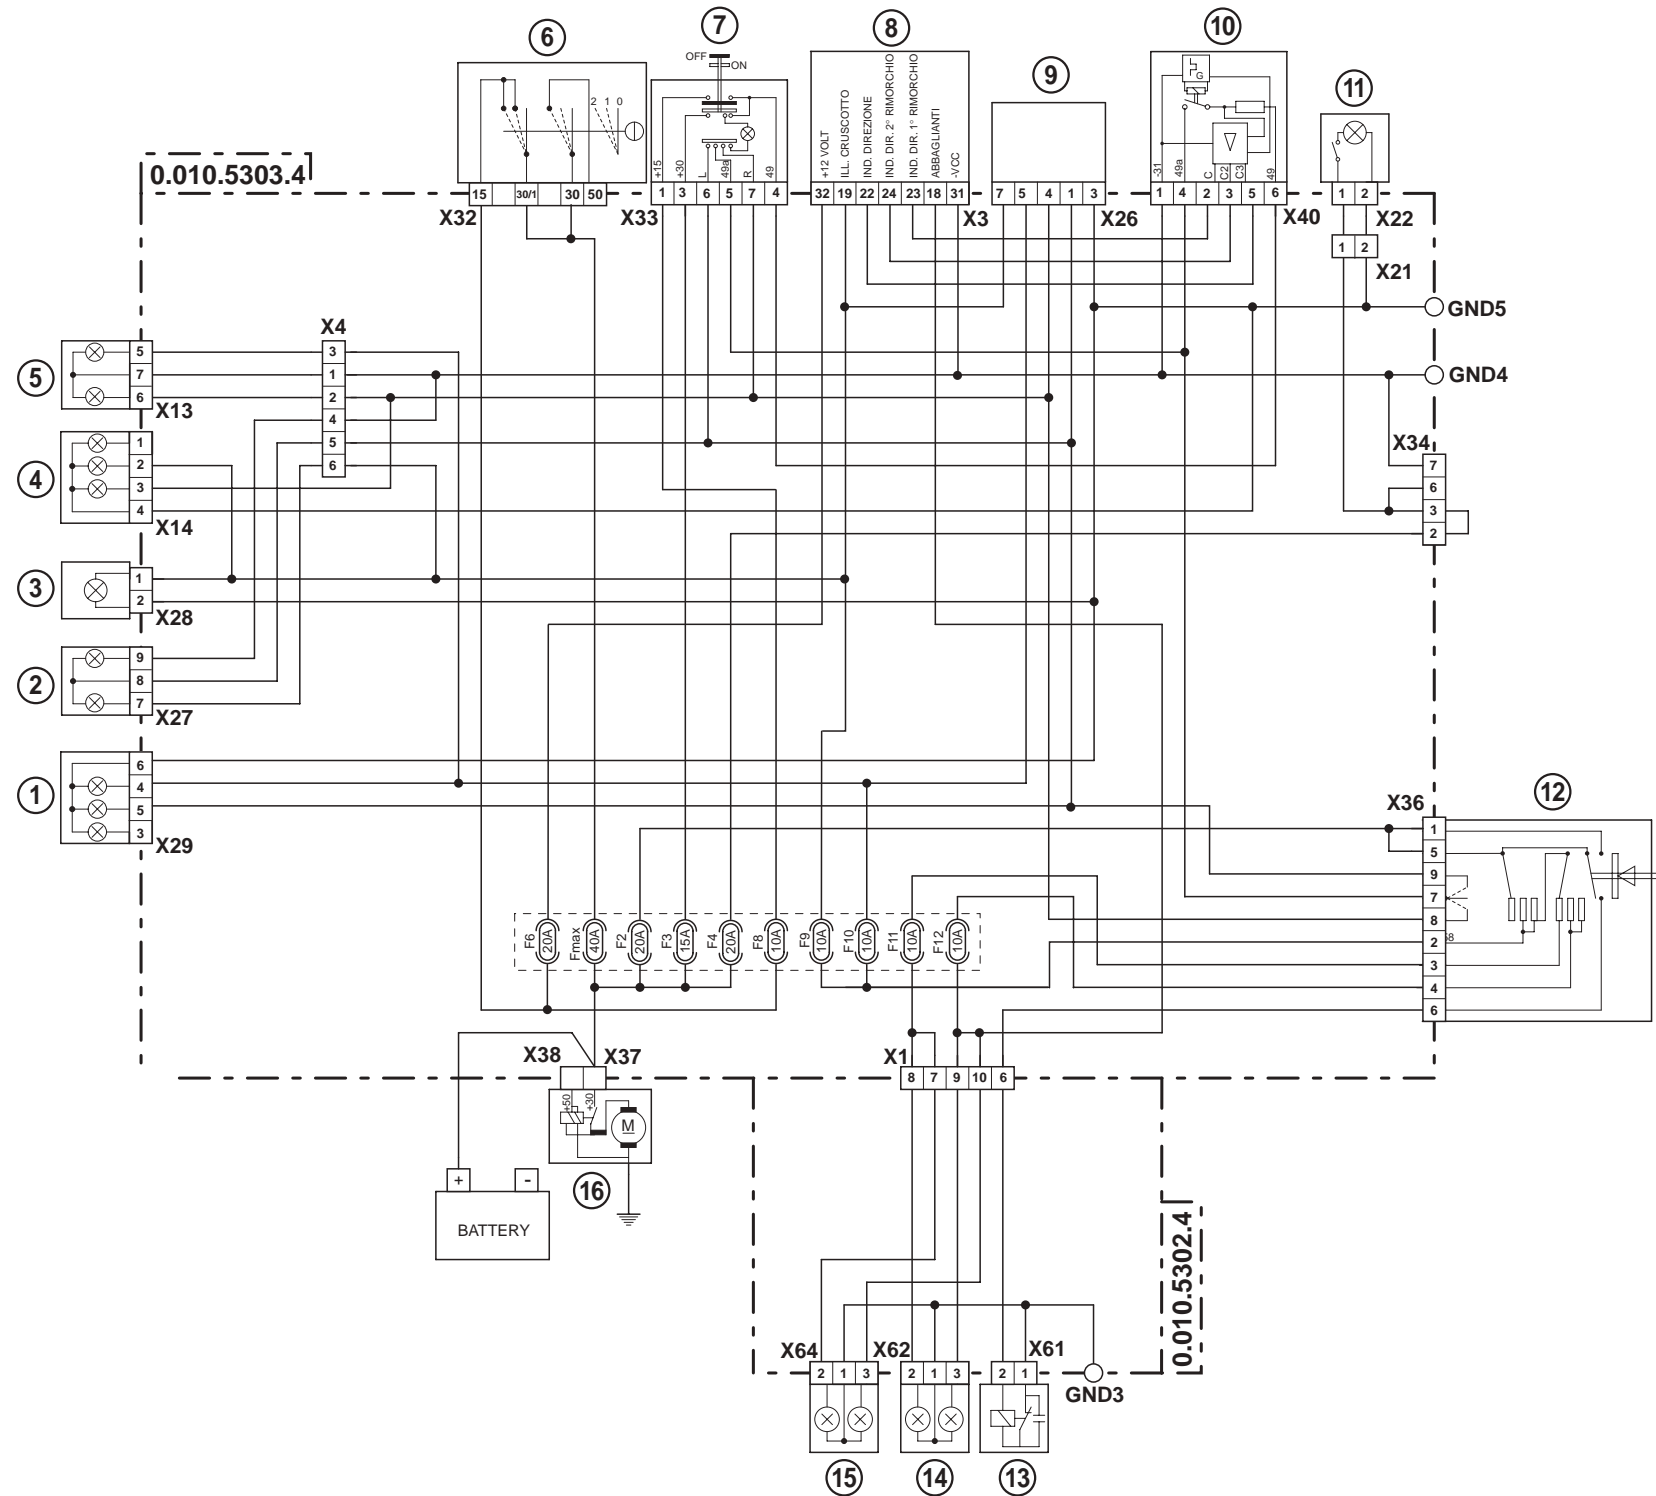 6
7
8
9
10
11
OFF
ON
2 1 0
G
+15
+30
L
49a
R
49
+12 VOLT
ILL. CRUSCOTTO
IND. DIREZIONE
IND. DIR. 2° RIMORCHIO
IND. DIR. 1° RIMORCHIO
ABBAGLIANTI
-VCC
-31
49a
C
C2
C3
49
0.010.5303.4
15 30/1 30 50
X32
1 3 6 5 7 4
X33
32 19 22 24 23 18 31
X3
7 5 4 1 3
X26
1 4 2 3 5 6
X40
1 2
X22
1 2
X21
GND5
GND4
X4
3
1
2
4
5
6
5
5
7
6
X13
4
1
2
3
4
X14
3
1
2
X28
2
9
8
7
X27
1
6
4
5
3
X29
X34
7
6
3
2
X36
12
1
5
9
7
8
2
3
4
6
F6 20A
Fmax 40A
F2 20A
F3 15A
F4 20A
F8 10A
F9 10A
F10 10A
F11 10A
F12 10A
X38
X37
+50
+30
M
16
+
-
BATTERY
X1
8 7 9 10 6
0.010.5302.4
X64
2 1 3
X62
2 1 3
X61
2 1
GND3
15
14
13